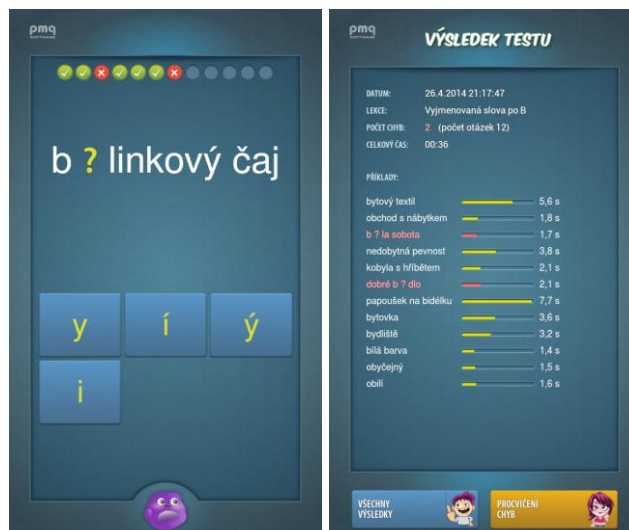 pmq
SOFTWARE
b ? linkový čaj
y
í
ý
i
pmq
SOFTWARE
VÝSLEDEK TESTU
DATUM: 26.4.2014 21:17:47
LEKCE: Vyjmenovaná slova po B
POČET CHYB: 2 (počet otázek 12)
CELKOVÝ ČAS: 00:36
PŘÍKLADY:
bytový textil 5,6 s
obchod s nábytkem 1,8 s
b ? la sobota 1,7 s
nedobytná pevnost 3,8 s
kobyla s hříbětem 2,1 s
dobré b ? dlo 2,1 s
papoušek na bidélku 7,7 s
bytovka 3,6 s
bydliště 3,2 s
bílá barva 1,4 s
obyčejný 1,5 s
obilí 1,6 s
VŠECHNY
VÝSLEDKY
PROCVIČENÍ
CHYB